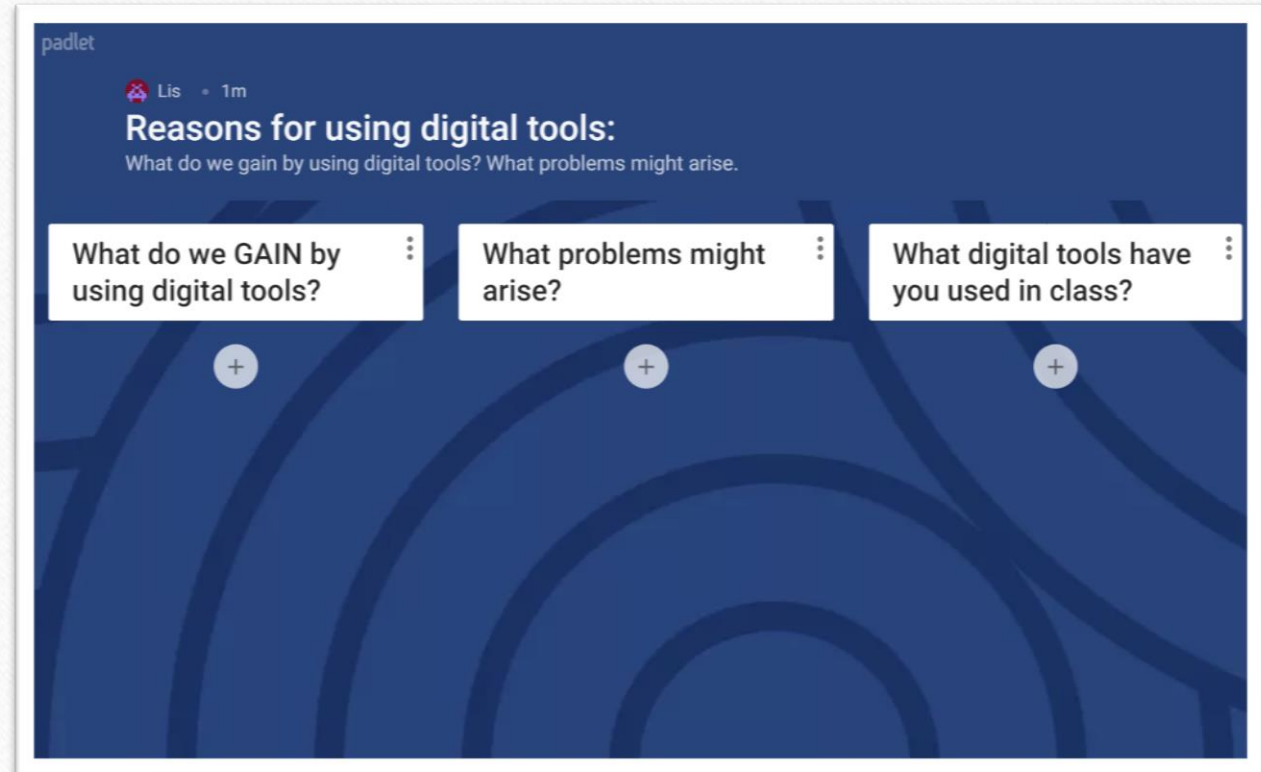 padlet
Lis • 1m
Reasons for using digital tools:
What do we gain by using digital tools? What problems might arise.
What do we GAIN by
using digital tools?
What problems might
arise?
What digital tools have
you used in class?